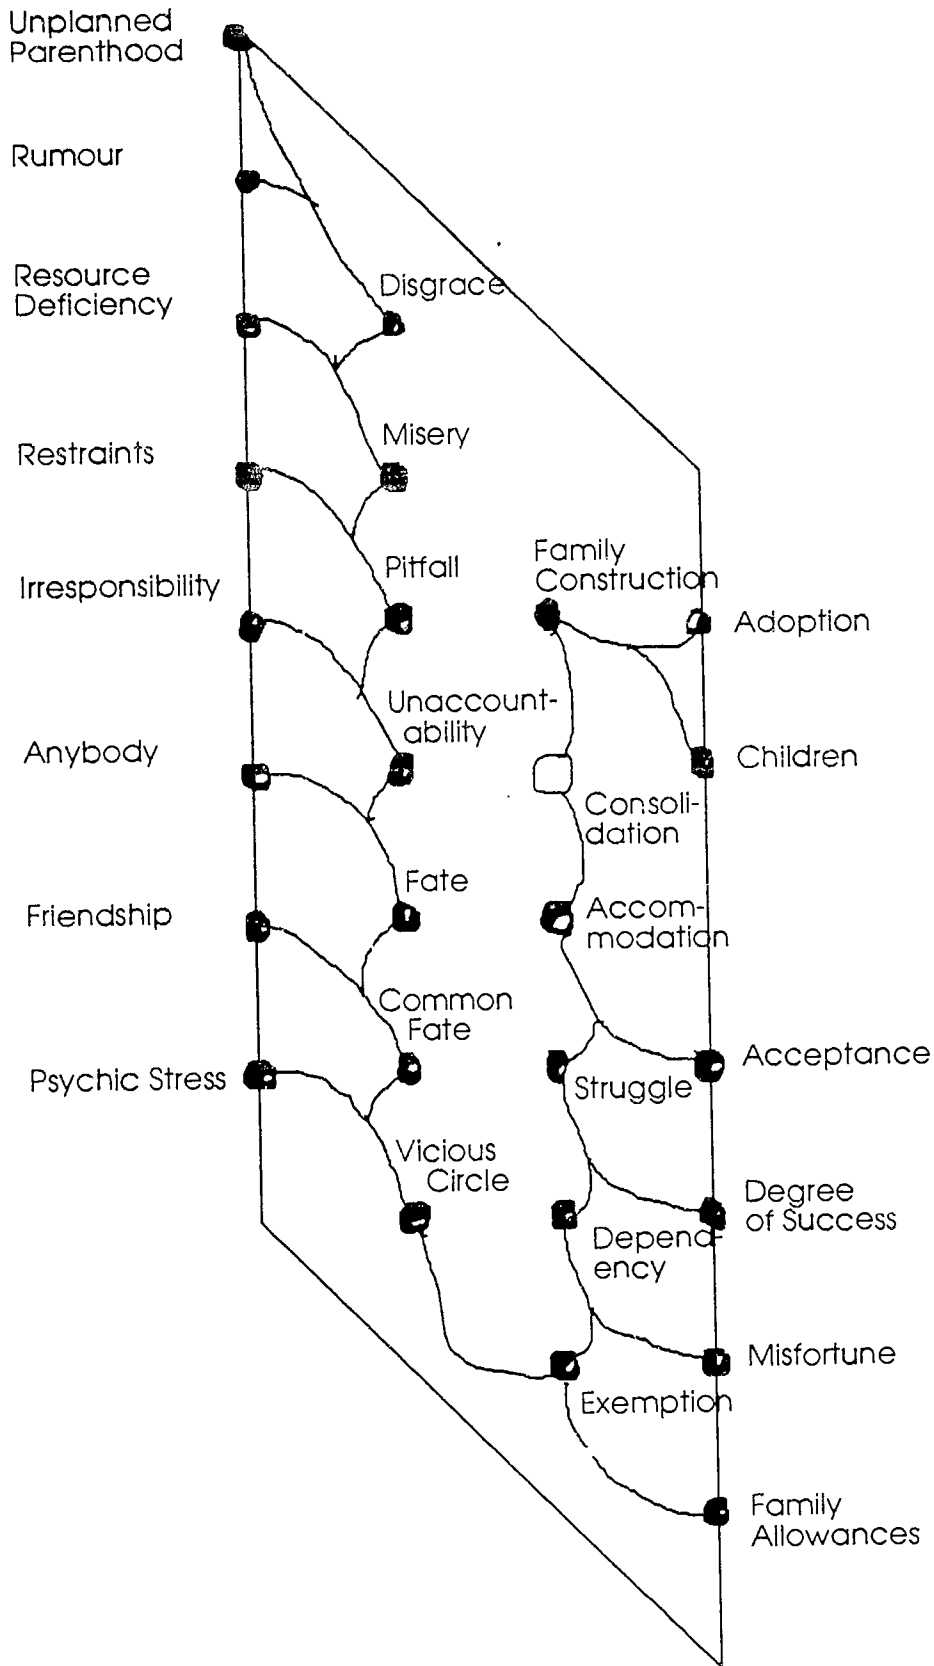 Unplanned
Parenthood
Rumour
Resource
Deficiency
Disgrace
Restraints
Misery
Irresponsibility
Pitfall
Family
Construction
Adoption
Unaccount-
ability
Anybody
Children
Consoli-
dation
Fate
Friendship
Accom-
modation
Common
Fate
Psychic Stress
Struggle
Acceptance
Vicious
Circle
Degree
of Success
Depend-
ency
Misfortune
Exemption
Family
Allowances